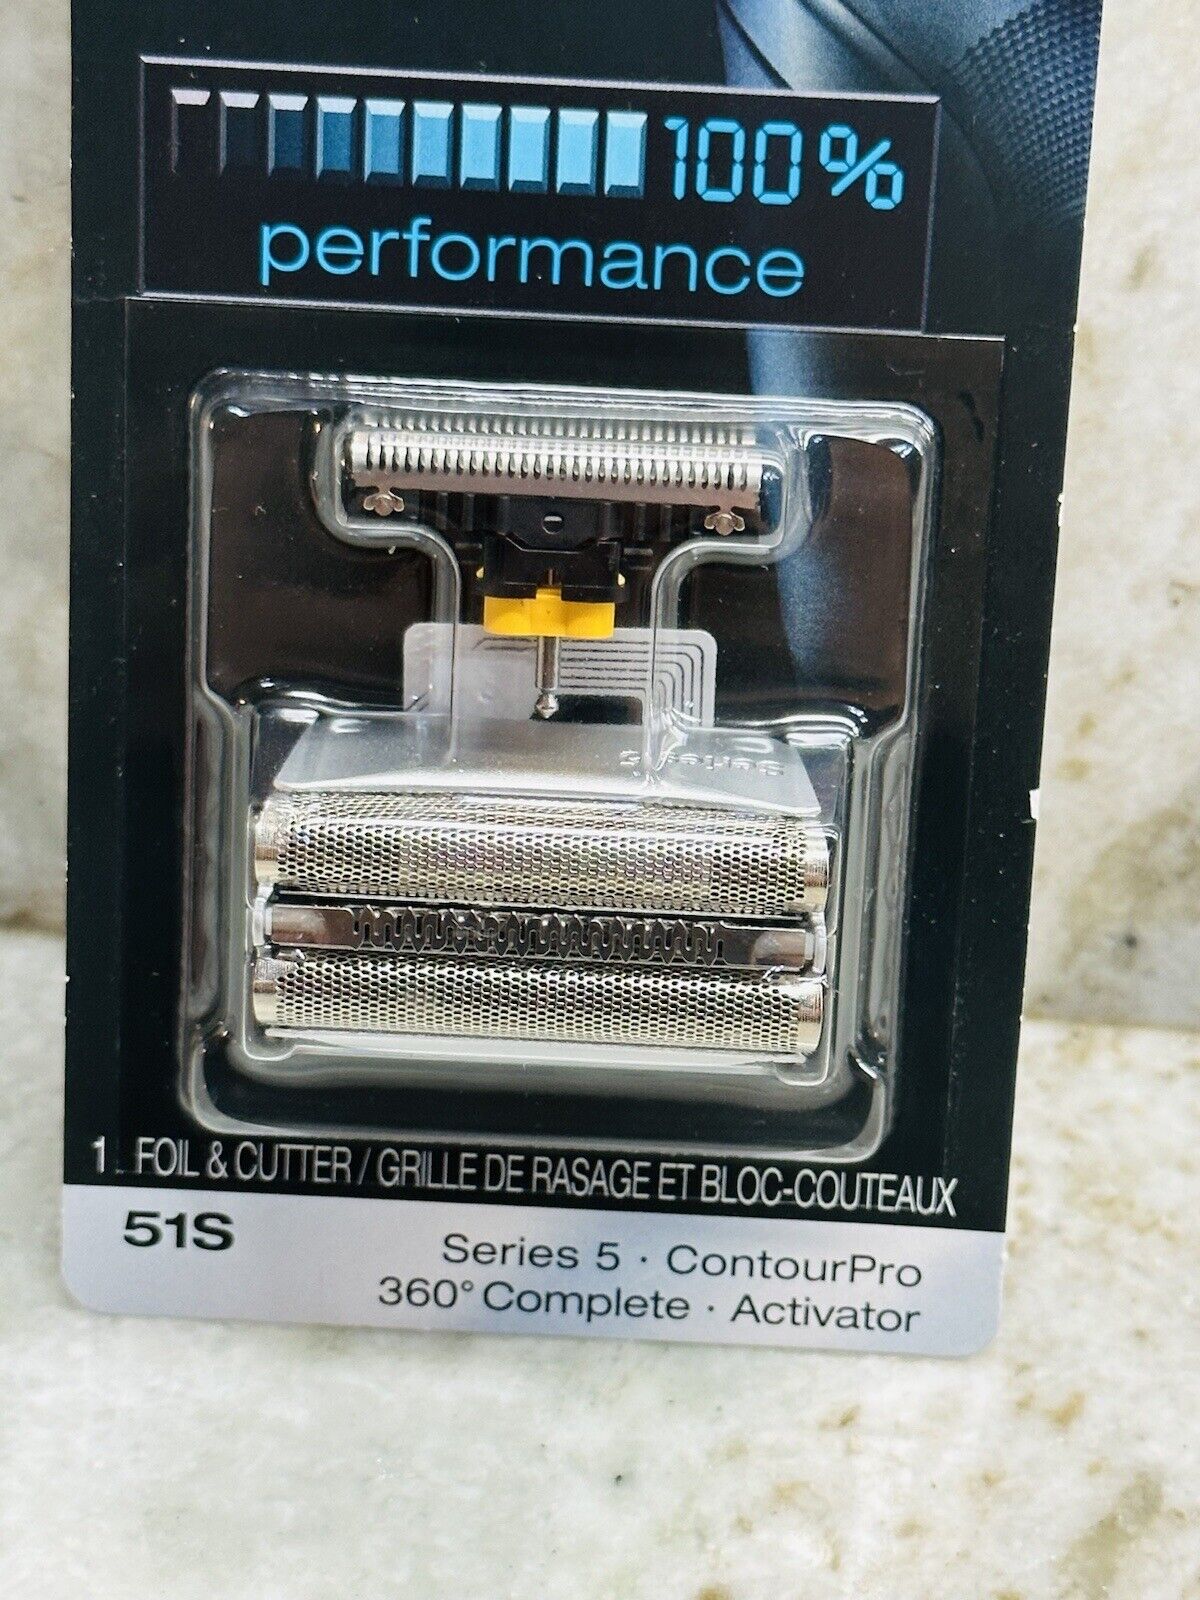 100%
performance
1 FOIL & CUTTER / GRILLE DE RASAGE ET BLOC-COUTEAUX
51S
Series 5 · ContourPro
360° Complete · Activator